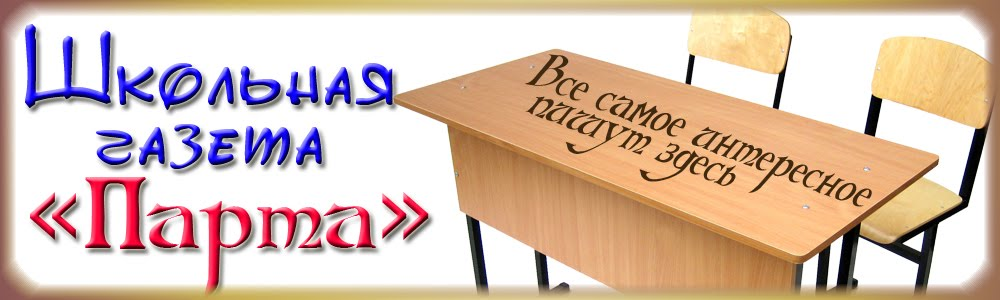 Школьная
газета
«Парта»
Все самое интересное
пишут здесь